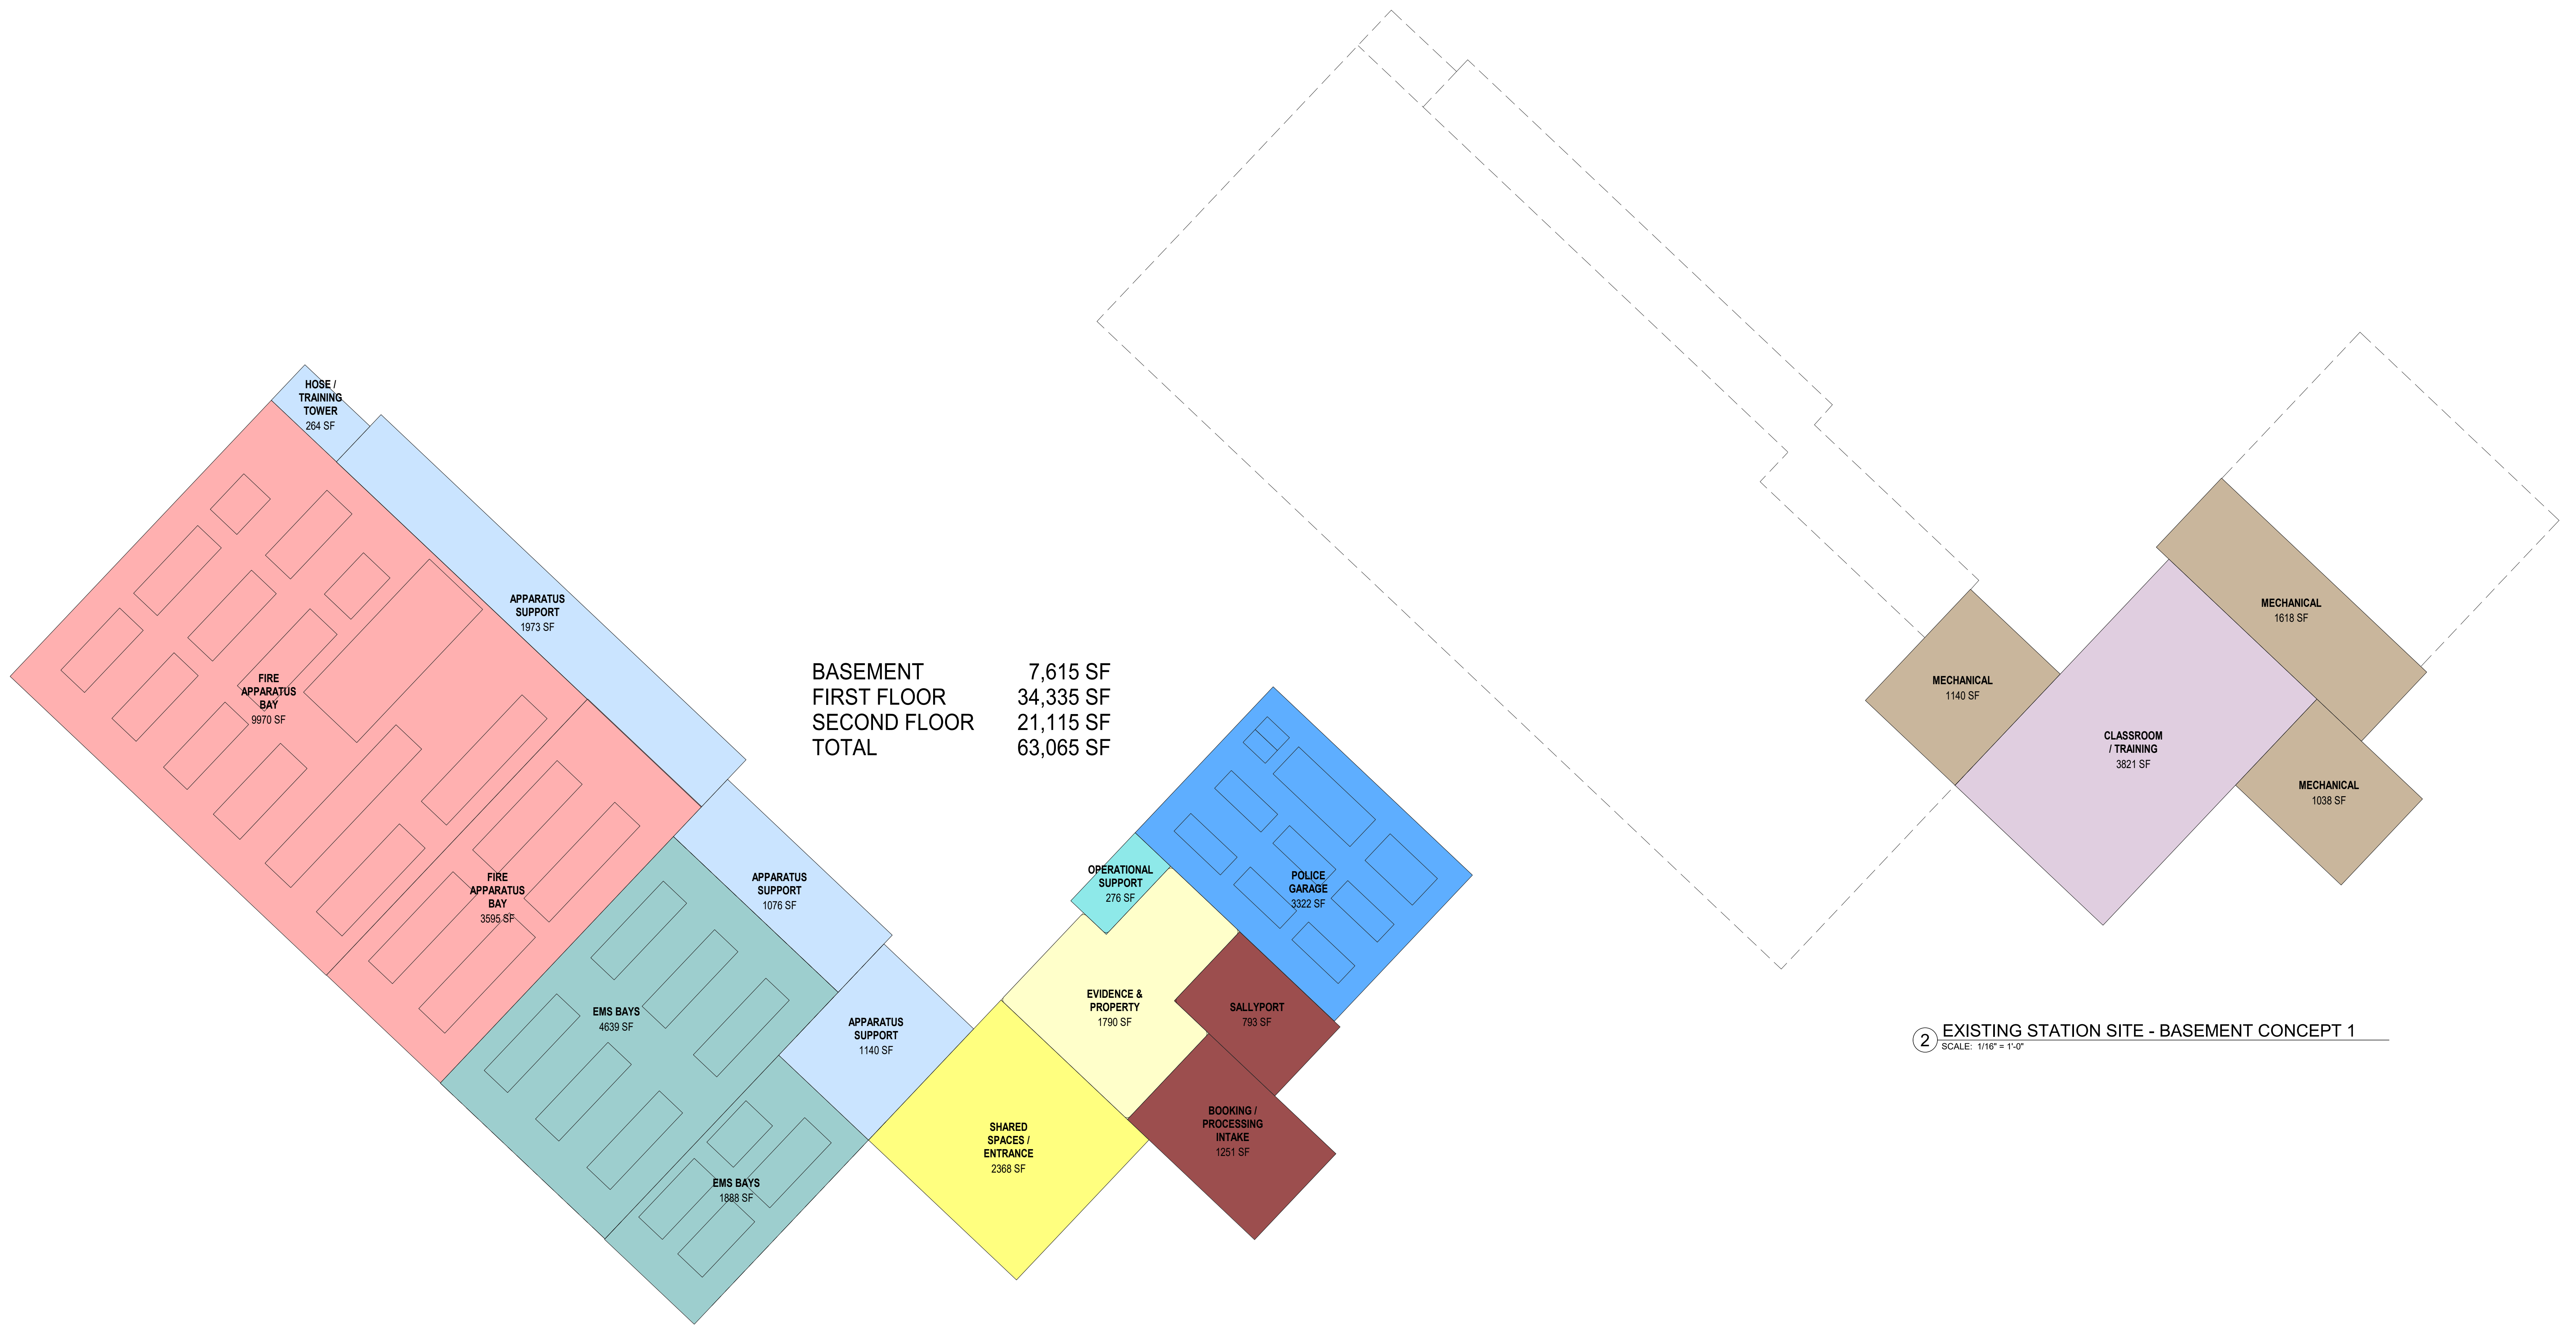 HOSE /
TRAINING
TOWER
264 SF
APPARATUS
SUPPORT
1973 SF
FIRE
APPARATUS
BAY
9970 SF
FIRE
APPARATUS
BAY
3595 SF
APPARATUS
SUPPORT
1076 SF
EMS BAYS
4639 SF
APPARATUS
SUPPORT
1140 SF
EMS BAYS
1888 SF
BASEMENT 7,615 SF
FIRST FLOOR 34,335 SF
SECOND FLOOR 21,115 SF
TOTAL 63,065 SF
OPERATIONAL
SUPPORT
276 SF
POLICE
GARAGE
3322 SF
EVIDENCE &
PROPERTY
1790 SF
SALLYPORT
793 SF
SHARED
SPACES /
ENTRANCE
2368 SF
BOOKING /
PROCESSING
INTAKE
1251 SF
MECHANICAL
1618 SF
MECHANICAL
1140 SF
CLASSROOM
/ TRAINING
3821 SF
MECHANICAL
1038 SF
2 EXISTING STATION SITE - BASEMENT CONCEPT 1
SCALE: 1/16" = 1'-0"